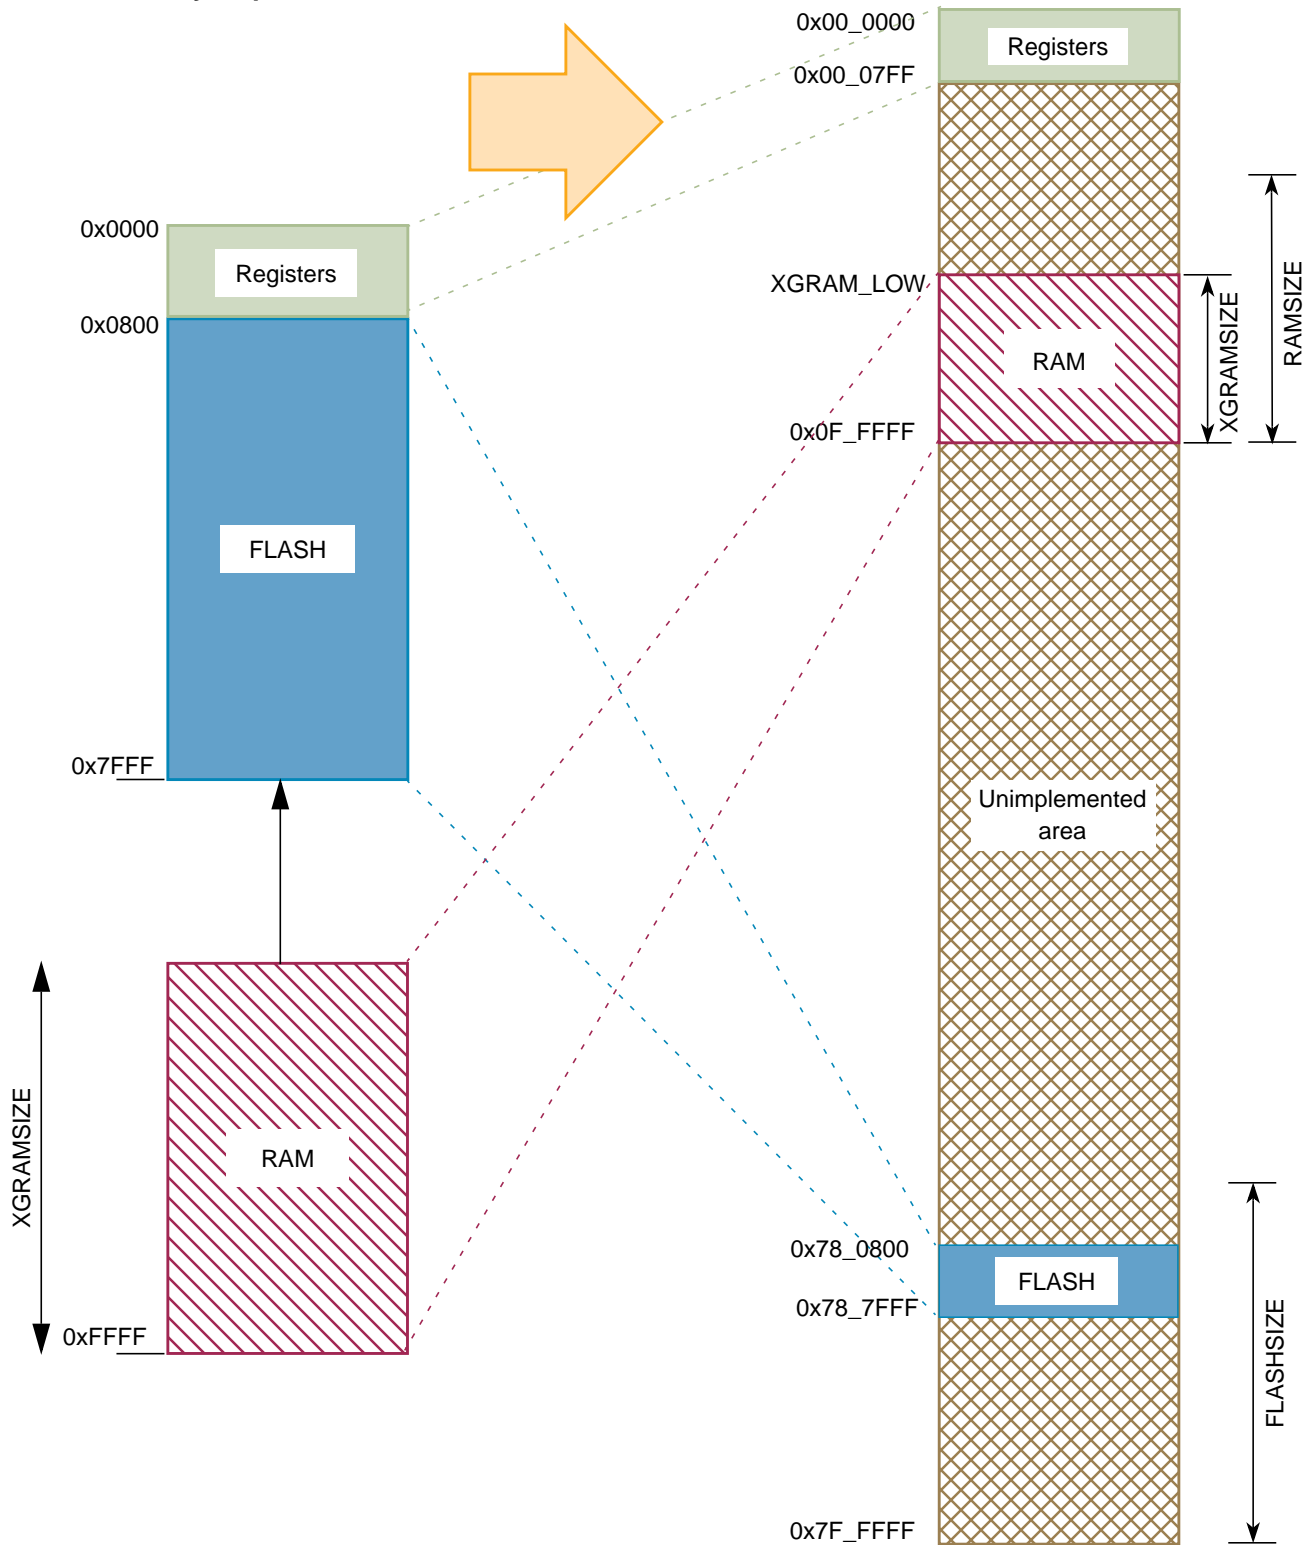 0x0000
Registers
0x0800
FLASH
0x7FFF
XGRAMSIZE
RAM
0xFFFF
0x00_0000
Registers
0x00_07FF
XGRAM_LOW
RAM
XGRAMSIZE
RAMSIZE
0x0F_FFFF
Unimplemented
area
0x78_0800
FLASH
0x78_7FFF
FLASHSIZE
0x7F_FFFF